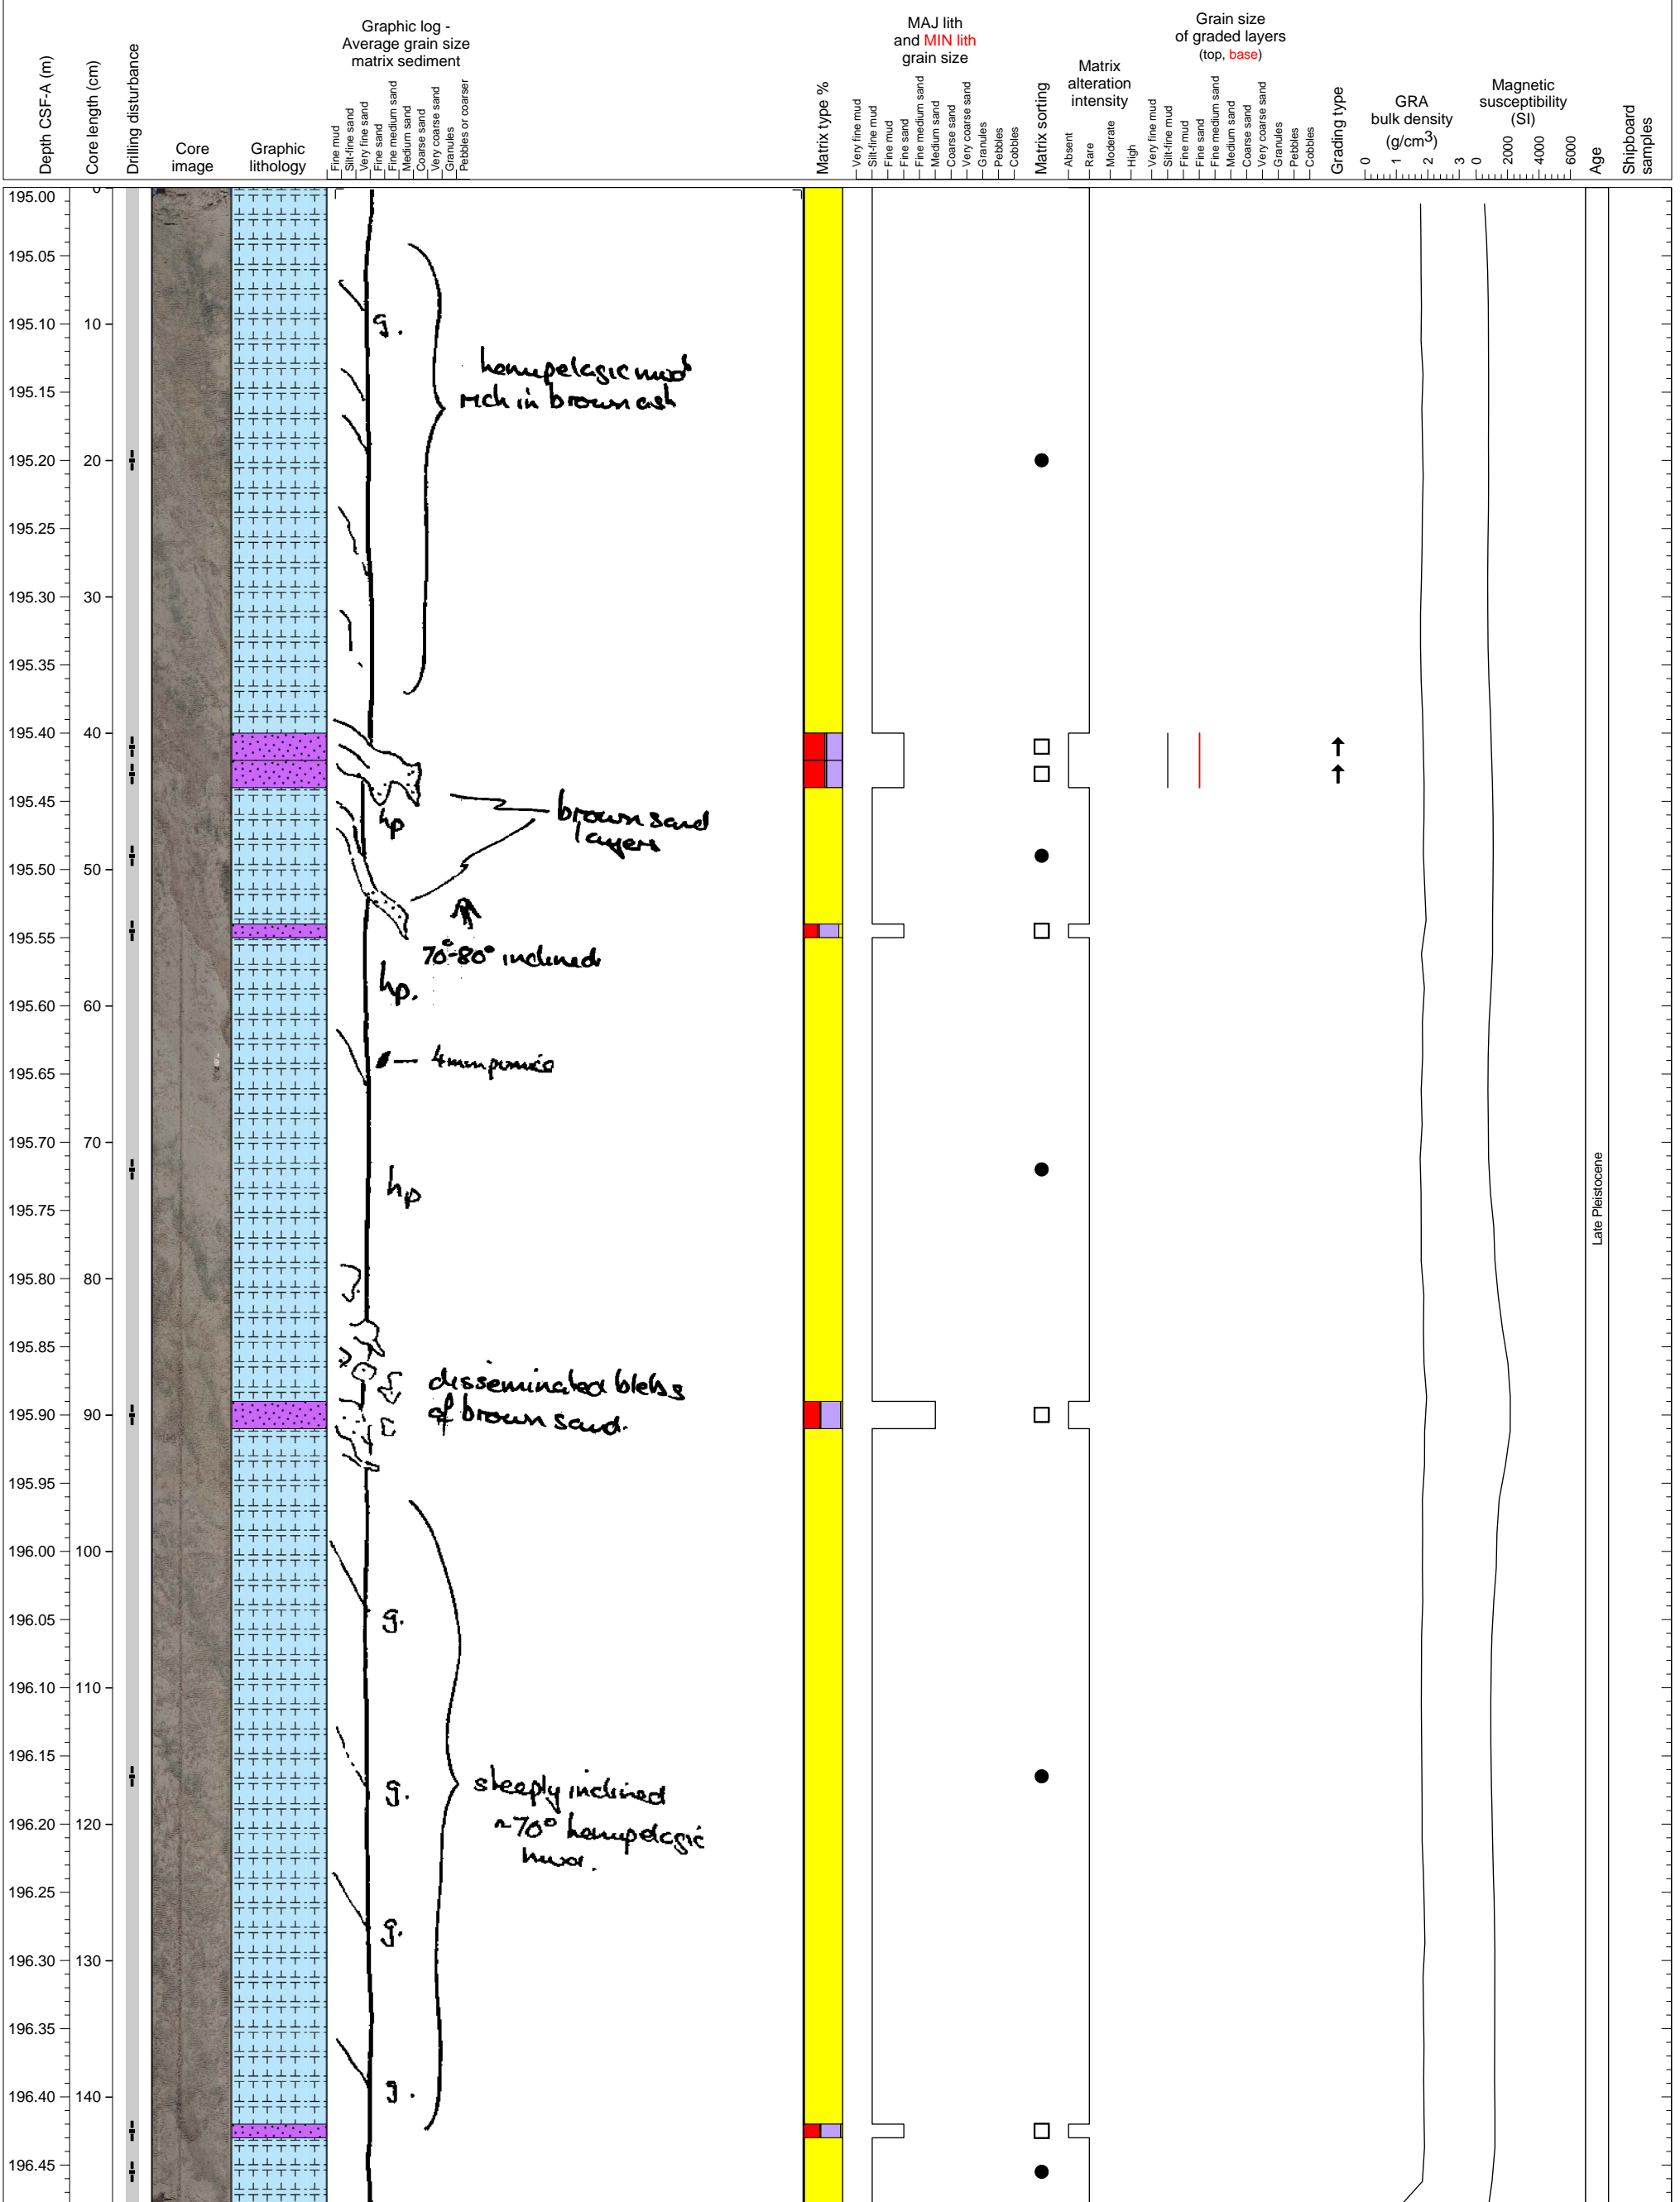 Depth CSF-A (m)
Core length (cm)
Drilling disturbance
Core
image
Graphic
lithology
Graphic log -
Average grain size
matrix sediment
Fine mud
Silt-fine sand
Very fine sand
Fine sand
Fine medium sand
Medium sand
Coarse sand
Very coarse sand
Granules
Pebbles or coarser
Matrix type %
MAJ lith
and MIN lith
grain size
Very fine mud
Silt-fine mud
Fine mud
Fine sand
Fine medium sand
Medium sand
Coarse sand
Very coarse sand
Granules
Pebbles
Cobbles
Matrix sorting
Matrix
alteration
intensity
Absent
Rare
Moderate
High
Grain size
of graded layers
(top, base)
Very fine mud
Silt-fine mud
Fine mud
Fine sand
Fine medium sand
Medium sand
Coarse sand
Very coarse sand
Granules
Pebbles
Cobbles
Grading type
GRA
bulk density
(g/cm3)
0 1 2 3
Magnetic
susceptibility
(SI)
0 2000 4000 6000
Age
Shipboard
samples
195.00 0
195.05
195.10 10
g.
hemipelagic mud
195.15
rich in brown ash
195.20 20
195.25
195.30 30
195.35
195.40 40
195.45
hp
brown sand
layers
195.50 50
195.55
70°-80° inclined
hp.
195.60 60
4mm pumice
195.65
195.70 70
hp
195.75
Late Pleistocene
195.80 80
195.85
disseminated blebs
195.90 90
of brown sand.
195.95
196.00 100
196.05
g.
196.10 110
196.15
g.
steeply inclined
196.20 120
~70° hemipelagic
mud.
196.25
g.
196.30 130
196.35
196.40 140
g.
196.45